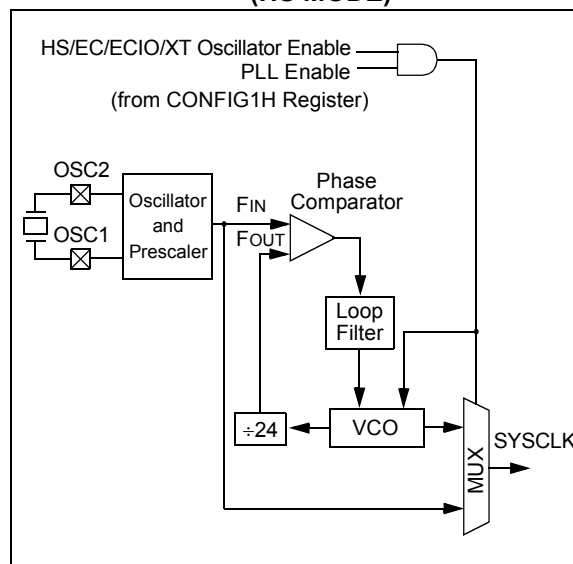 (HS MODE)
HS/EC/ECIO/XT Oscillator Enable
PLL Enable
(from CONFIG1H Register)
OSC2
OSC1
Oscillator
and
Prescaler
FIN
FOUT
Phase
Comparator
Loop
Filter
÷24
VCO
MUX
SYSCLK